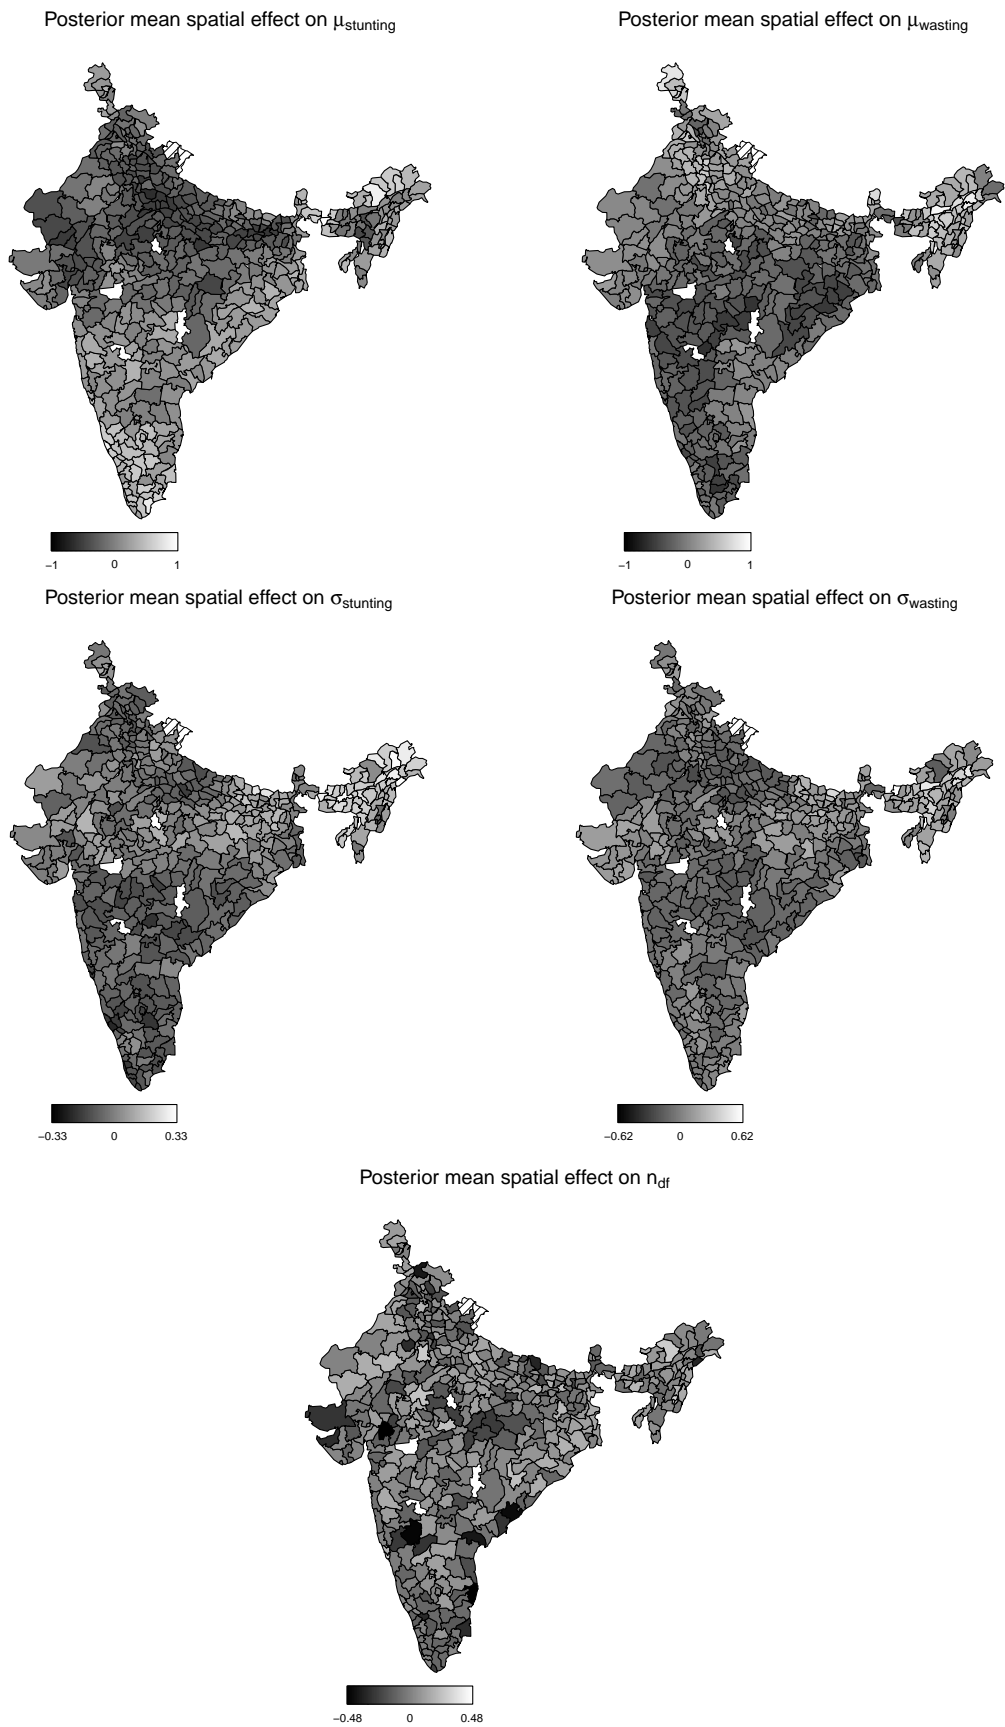 Posterior mean spatial effect on μstunting
Posterior mean spatial effect on μwasting
−1 0 1
−1 0 1
Posterior mean spatial effect on σstunting
Posterior mean spatial effect on σwasting
−0.33 0 0.33
−0.62 0 0.62
Posterior mean spatial effect on ndf
−0.48 0 0.48